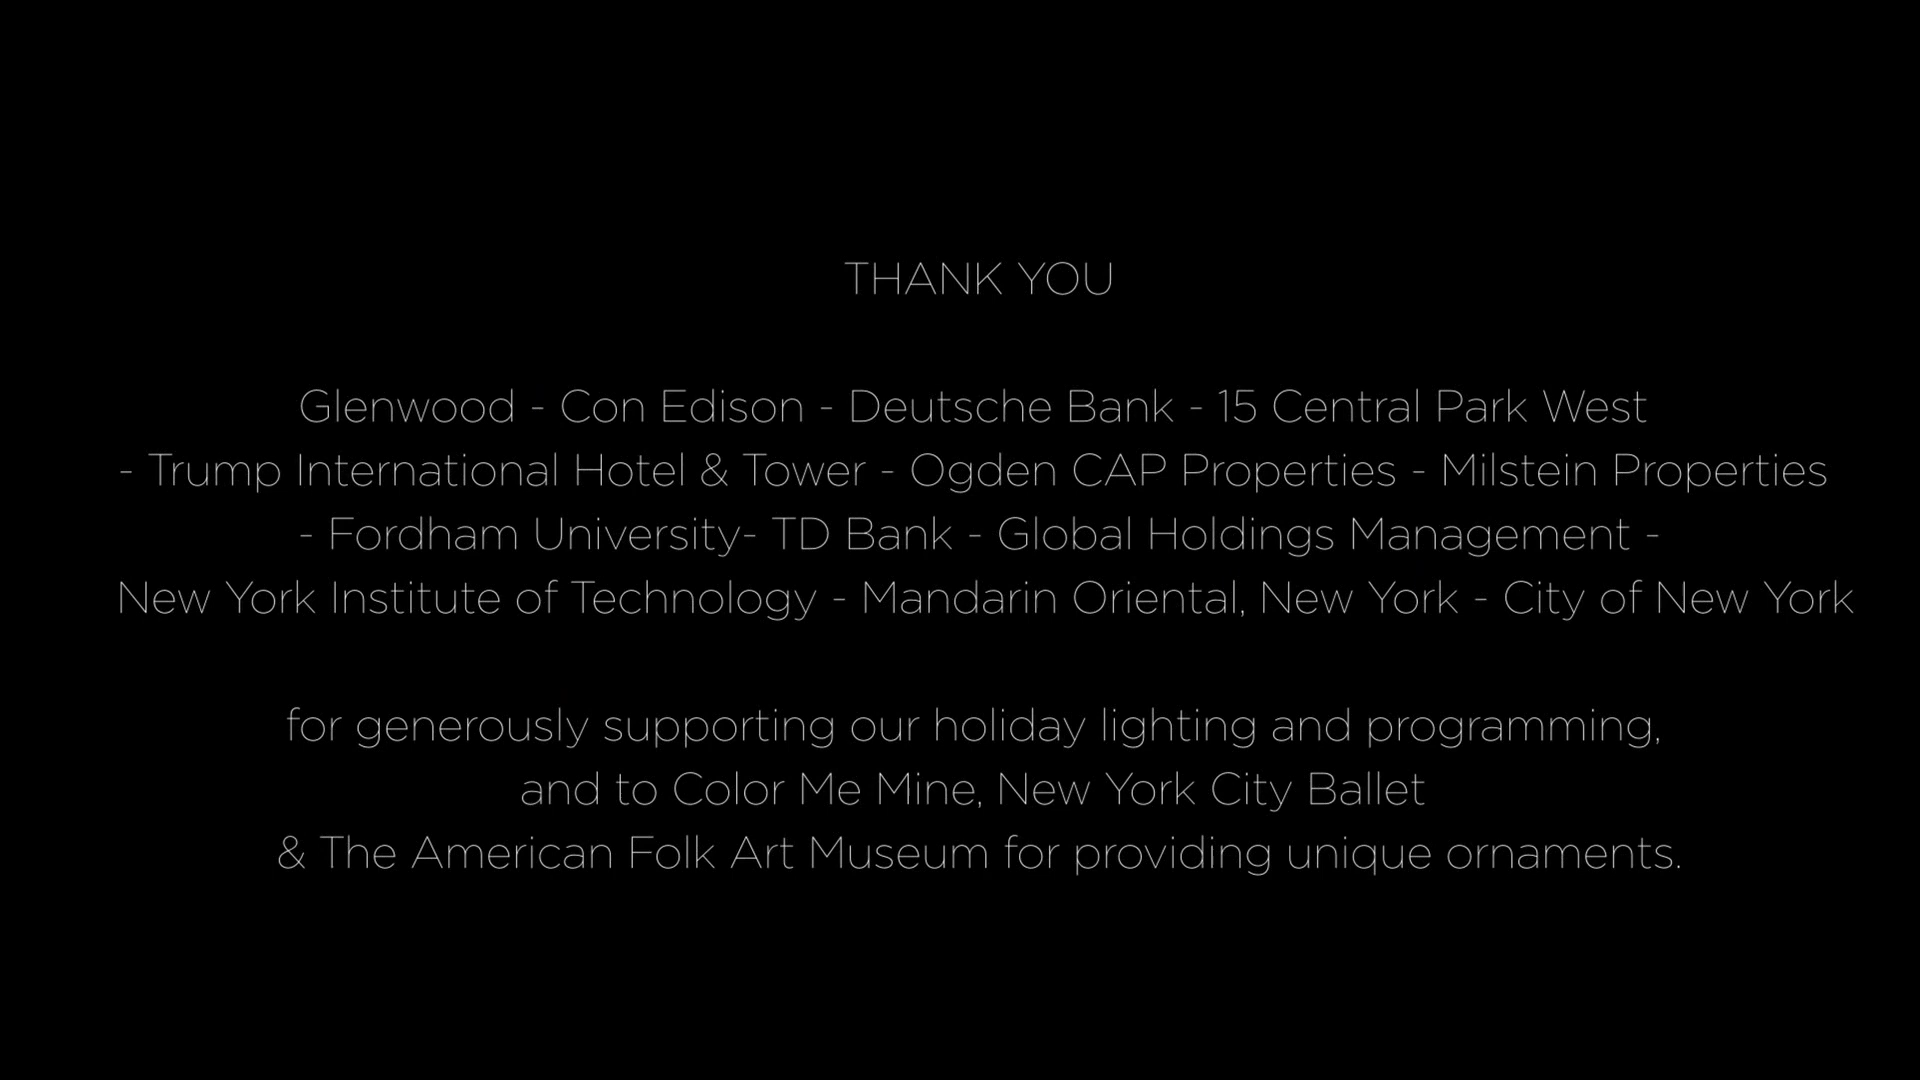 THANK YOU
Glenwood - Con Edison - Deutsche Bank - 15 Central Park West
- Trump International Hotel & Tower - Ogden CAP Properties - Milstein Properties
- Fordham University- TD Bank - Global Holdings Management -
New York Institute of Technology - Mandarin Oriental, New York - City of New York
for generously supporting our holiday lighting and programming,
and to Color Me Mine, New York City Ballet
& The American Folk Art Museum for providing unique ornaments.